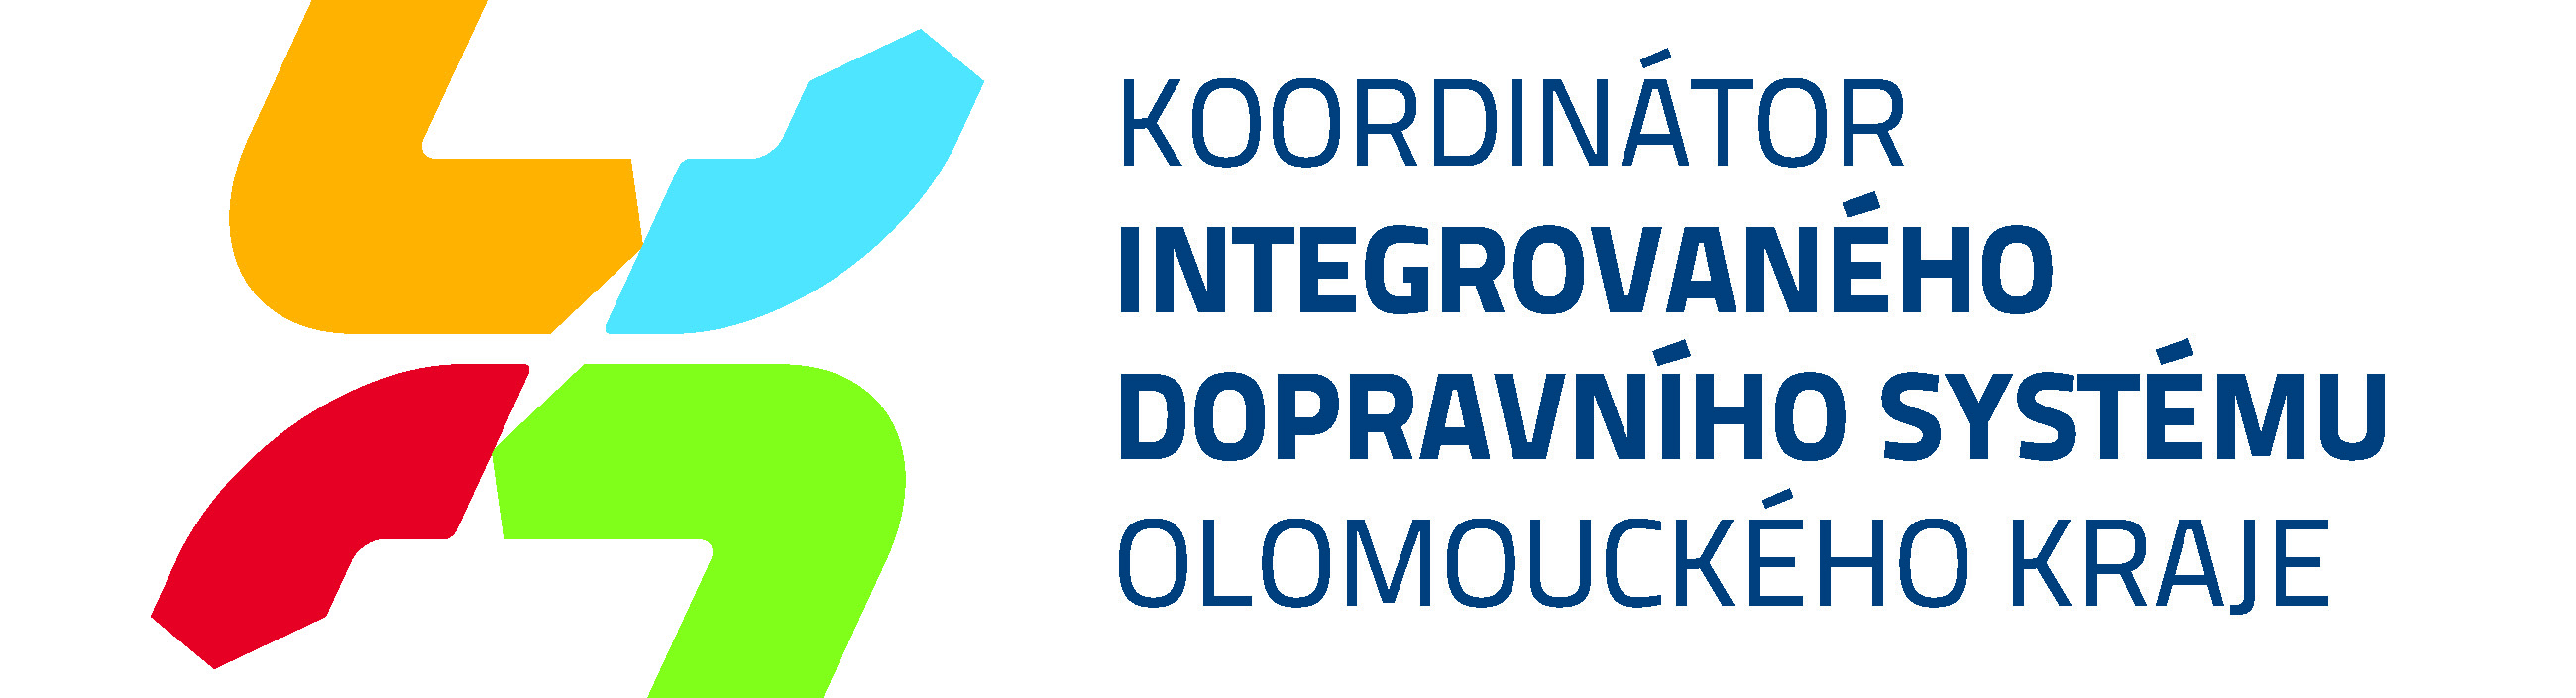 KOORDINÁTOR
INTEGROVANÉHO
DOPRAVNÍHO SYSTÉMU
OLOMOUCKÉHO KRAJE